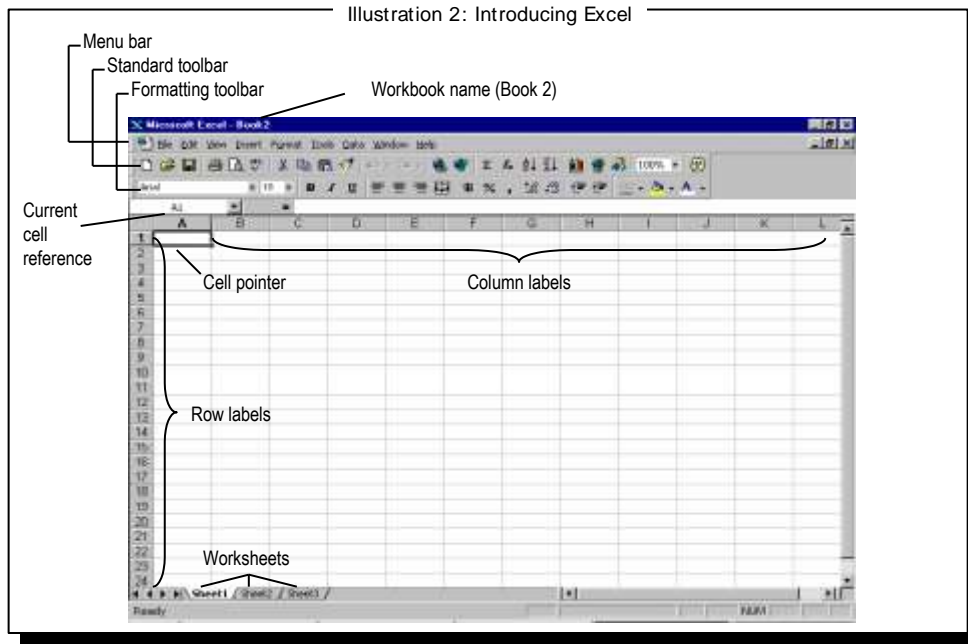 Illustration 2: Introducing Excel
Menu bar
Standard toolbar
Formatting toolbar
Workbook name (Book 2)
Microsoft Excel - Book2
File Edit View Insert Format Tools Data Window Help
100%
Arial 10
Current
cell
reference
A1
A B C D E F G H I J K L
1
2
3
4
5
6
7
8
9
10
11
12
13
14
15
16
17
18
19
20
21
22
23
24
Cell pointer
Column labels
Row labels
Worksheets
Sheet1 Sheet2 Sheet3
Ready NUM